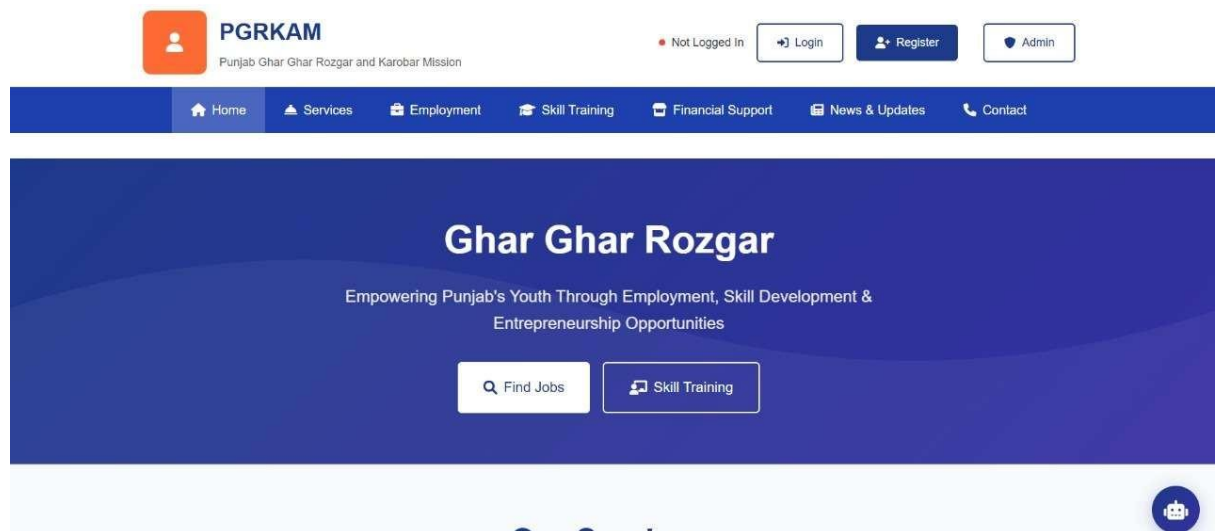 PGRKAM
Punjab Ghar Ghar Rozgar and Karobar Mission
Not Logged In
Login
Register
Admin
Home
Services
Employment
Skill Training
Financial Support
News & Updates
Contact
Ghar Ghar Rozgar
Empowering Punjab's Youth Through Employment, Skill Development &
Entrepreneurship Opportunities
Find Jobs
Skill Training